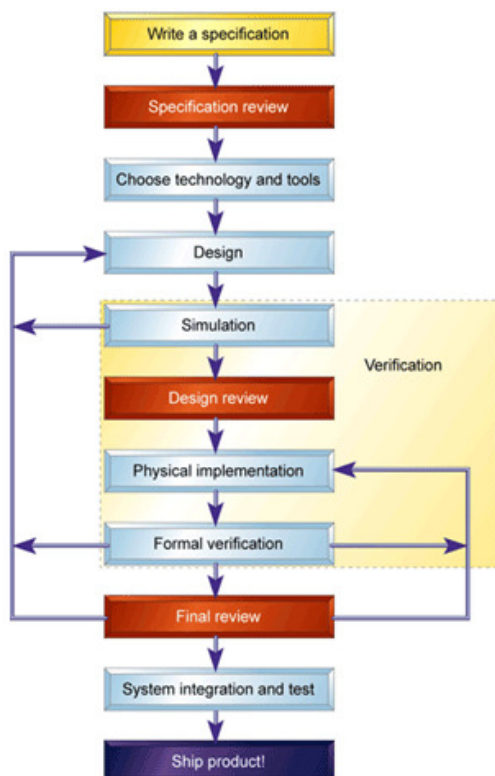 Write a specification
Specification review
Choose technology and tools
Design
Simulation
Verification
Design review
Physical implementation
Formal verification
Final review
System integration and test
Ship product!